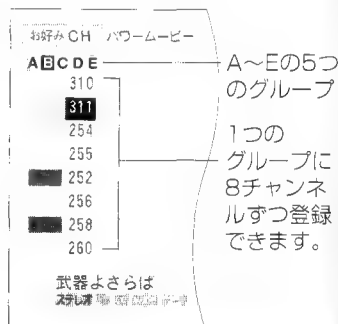 お好みCH パワームービー
ABCDE
310
311
254
255
252
256
258
260
武器よさらば
ステレオ
A～Eの5つ
のグループ
1つの
グループに
8チャンネ
ルずつ登録
できます。